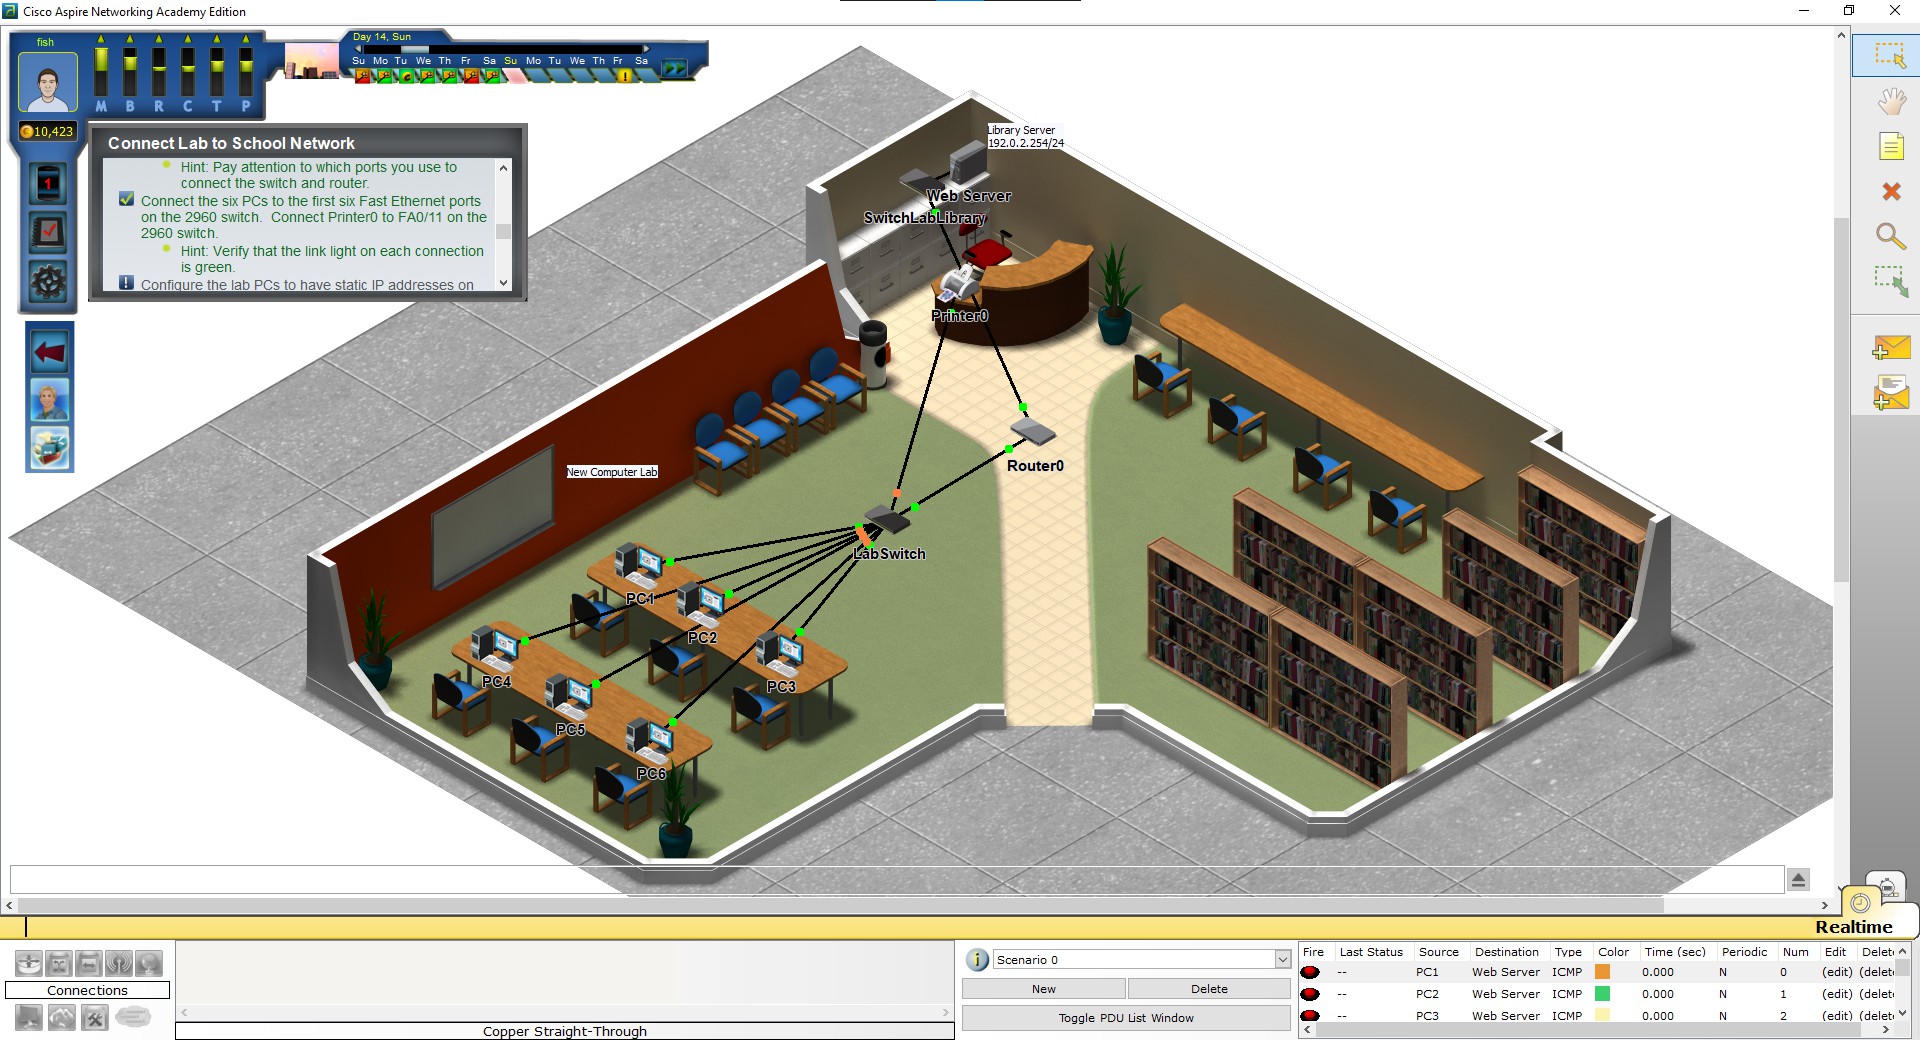 Cisco Aspire Networking Academy Edition
fish
M B R C T P
10,423
1
Day 14, Sun
Su Mo Tu We Th Fr Sa Su Mo Tu We Th Fr Sa
Connect Lab to School Network
Hint: Pay attention to which ports you use to
connect the switch and router.
Connect the six PCs to the first six Fast Ethernet ports
on the 2960 switch. Connect Printer0 to FA0/11 on the
2960 switch.
Hint: Verify that the link light on each connection
is green.
Configure the lab PCs to have static IP addresses on
Library Server
192.0.2.254/24
Web Server
SwitchLabLibrary
Printer0
Router0
New Computer Lab
LabSwitch
PC1
PC2
PC3
PC4
PC5
PC6
Realtime
Connections
Copper Straight-Through
Scenario 0
New
Delete
Toggle PDU List Window
Fire Last Status Source Destination Type Color Time (sec) Periodic Num Edit Delet
-- PC1 Web Server ICMP 0.000 N 0 (edit) (delet
-- PC2 Web Server ICMP 0.000 N 1 (edit) (delet
-- PC3 Web Server ICMP 0.000 N 2 (edit) (delet